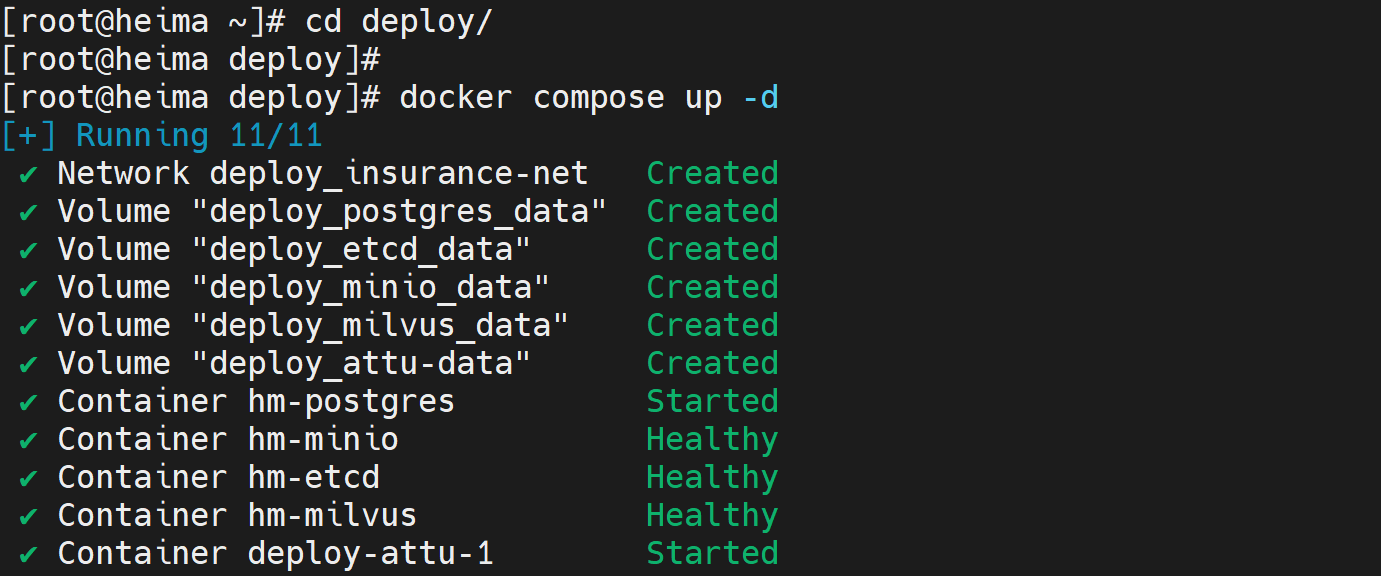 [root@heima ~]# cd deploy/
[root@heima deploy]#
[root@heima deploy]# docker compose up -d
[+] Running 11/11
✔ Network deploy_insurance-net Created
✔ Volume "deploy_postgres_data" Created
✔ Volume "deploy_etcd_data" Created
✔ Volume "deploy_minio_data" Created
✔ Volume "deploy_milvus_data" Created
✔ Volume "deploy_attu-data" Created
✔ Container hm-postgres Started
✔ Container hm-minio Healthy
✔ Container hm-etcd Healthy
✔ Container hm-milvus Healthy
✔ Container deploy-attu-1 Started